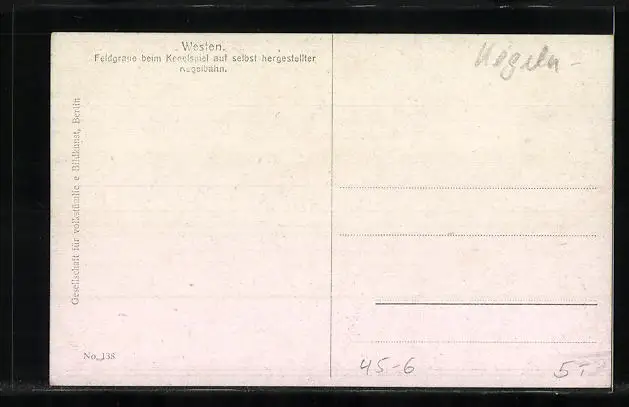 Westen.
Feldgraue beim Kegelspiel auf selbst hergestellter
Kegelbahn.
Kegeln -
Gesellschaft für volkstümliche Bildkunst, Berlin
No. 138
45-6
5,-